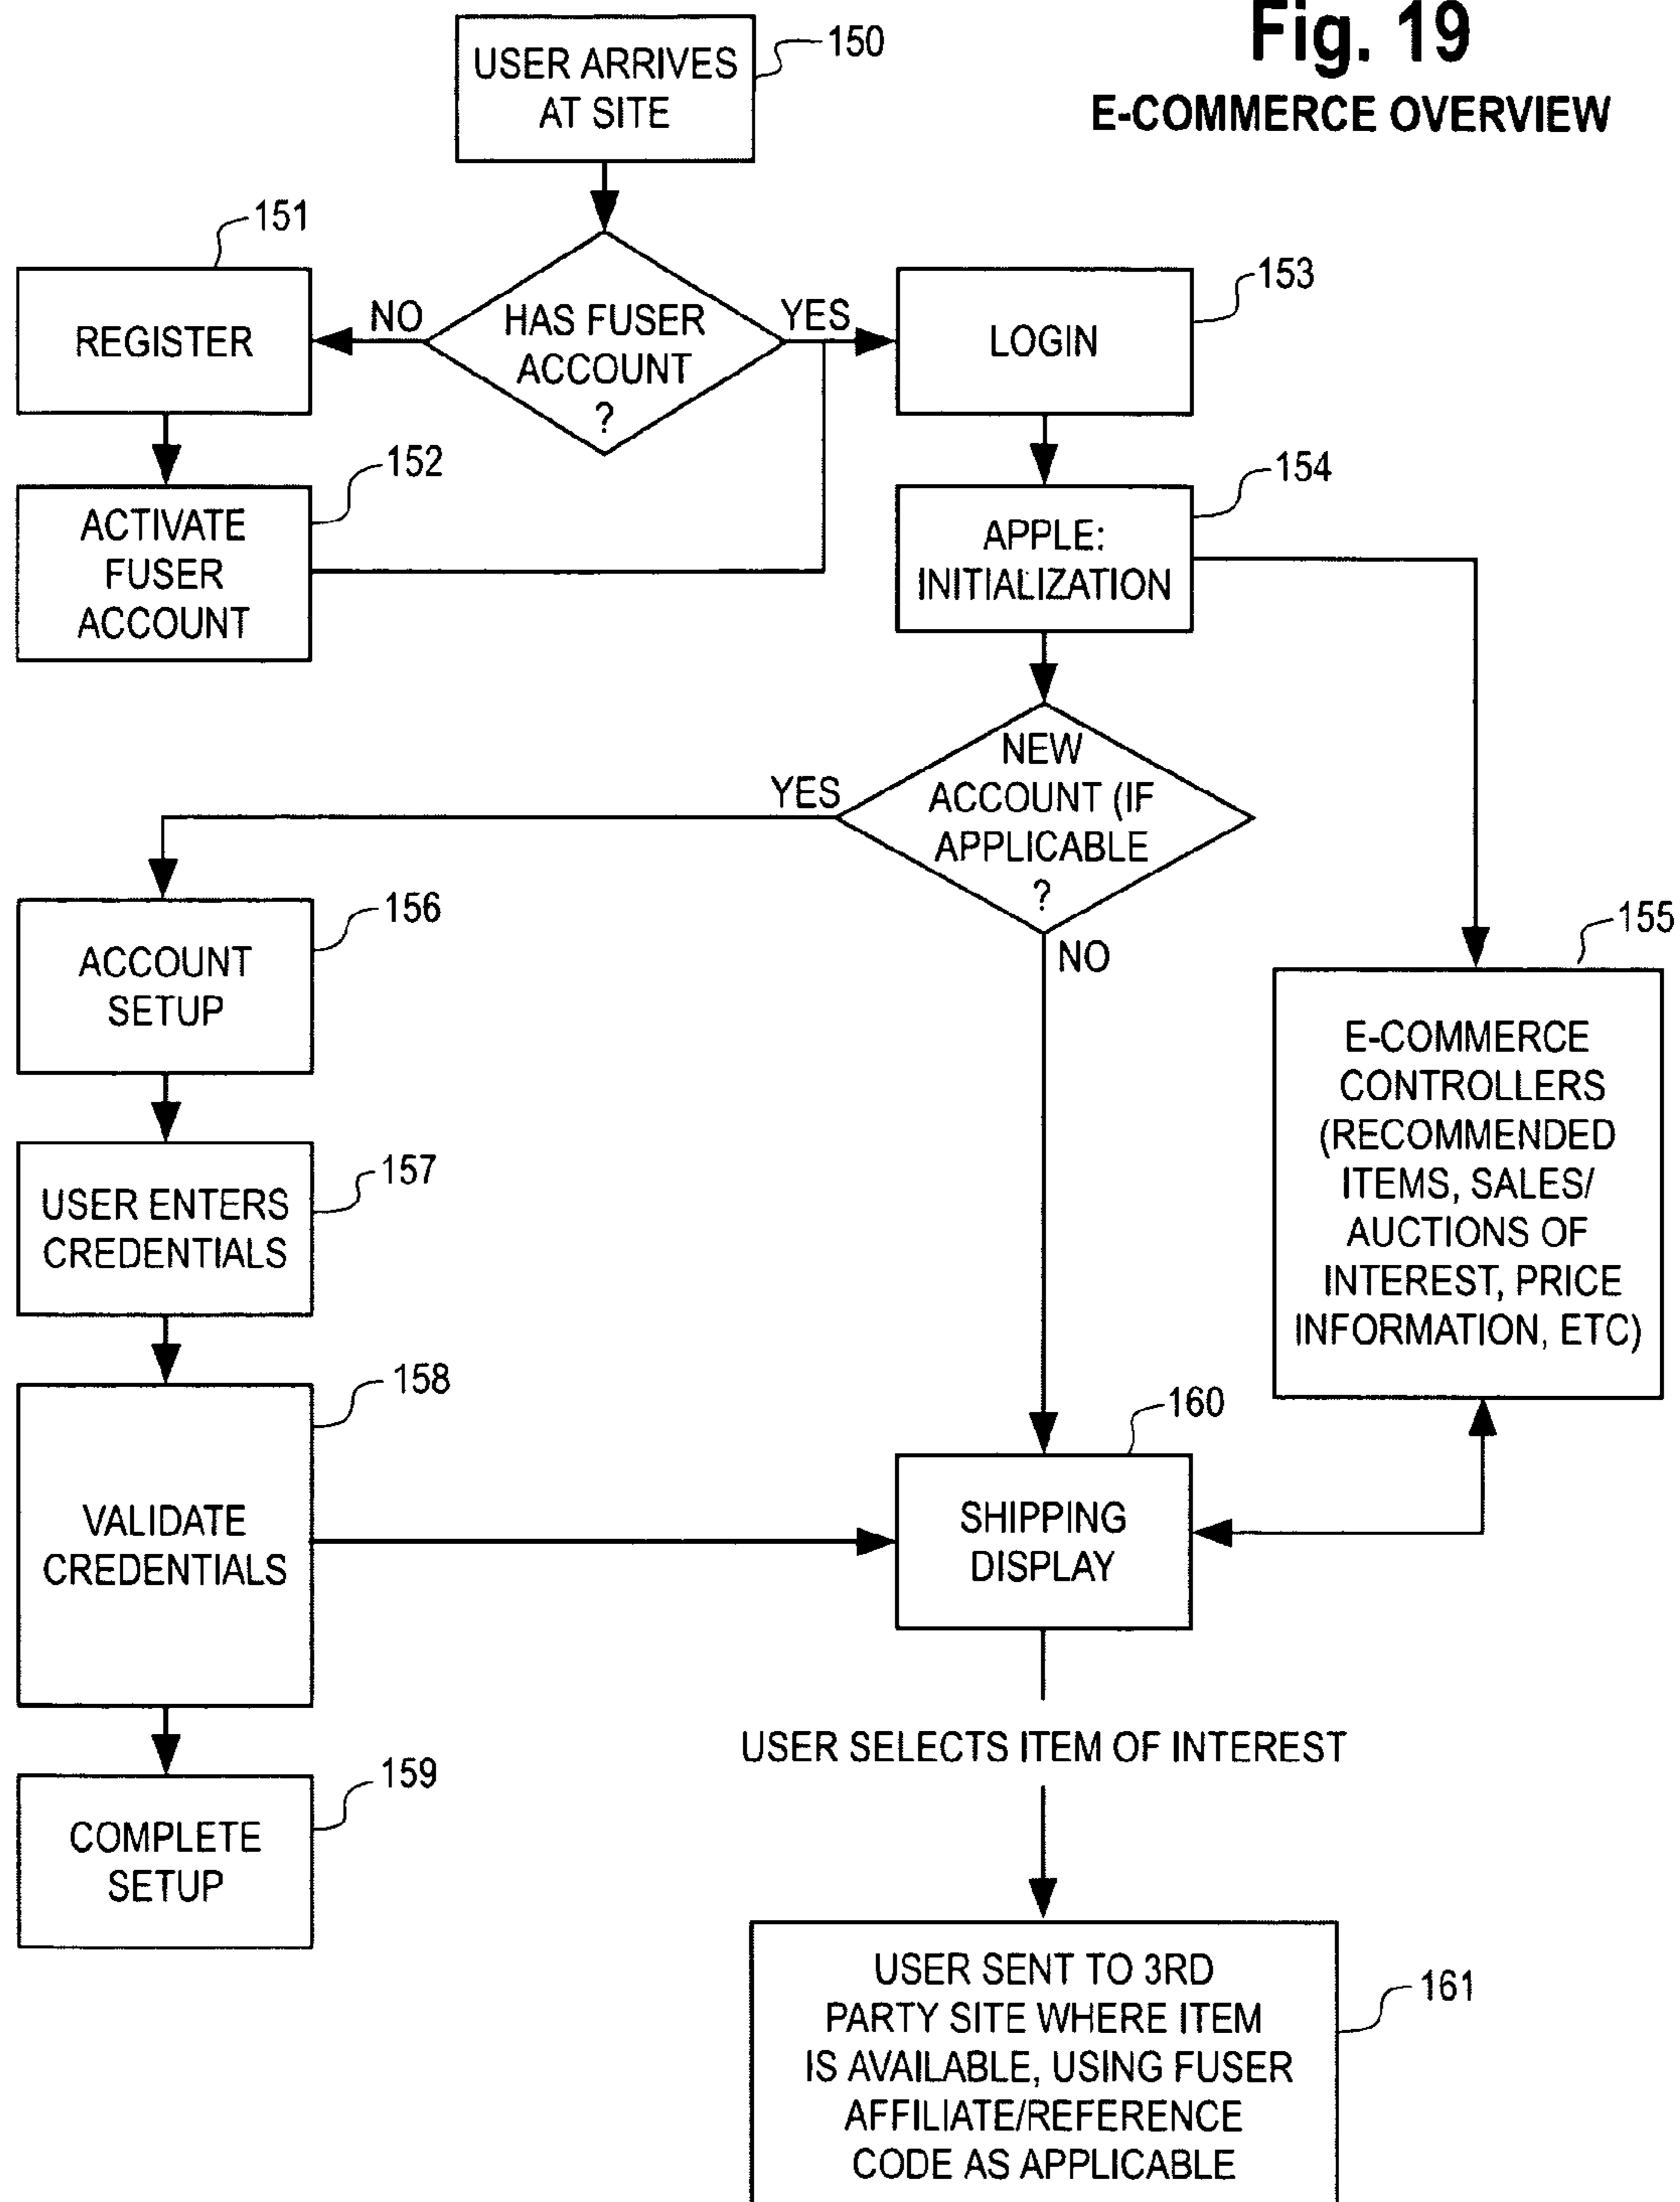 Fig. 19
E-COMMERCE OVERVIEW
150
USER ARRIVES
AT SITE
151
REGISTER
NO
HAS FUSER
ACCOUNT
?
YES
153
LOGIN
152
ACTIVATE
FUSER
ACCOUNT
154
APPLE:
INITIALIZATION
NEW
ACCOUNT (IF
APPLICABLE
?
YES
NO
156
ACCOUNT
SETUP
155
E-COMMERCE
CONTROLLERS
(RECOMMENDED
ITEMS, SALES/
AUCTIONS OF
INTEREST, PRICE
INFORMATION, ETC)
157
USER ENTERS
CREDENTIALS
158
VALIDATE
CREDENTIALS
160
SHIPPING
DISPLAY
USER SELECTS ITEM OF INTEREST
159
COMPLETE
SETUP
161
USER SENT TO 3RD
PARTY SITE WHERE ITEM
IS AVAILABLE, USING FUSER
AFFILIATE/REFERENCE
CODE AS APPLICABLE